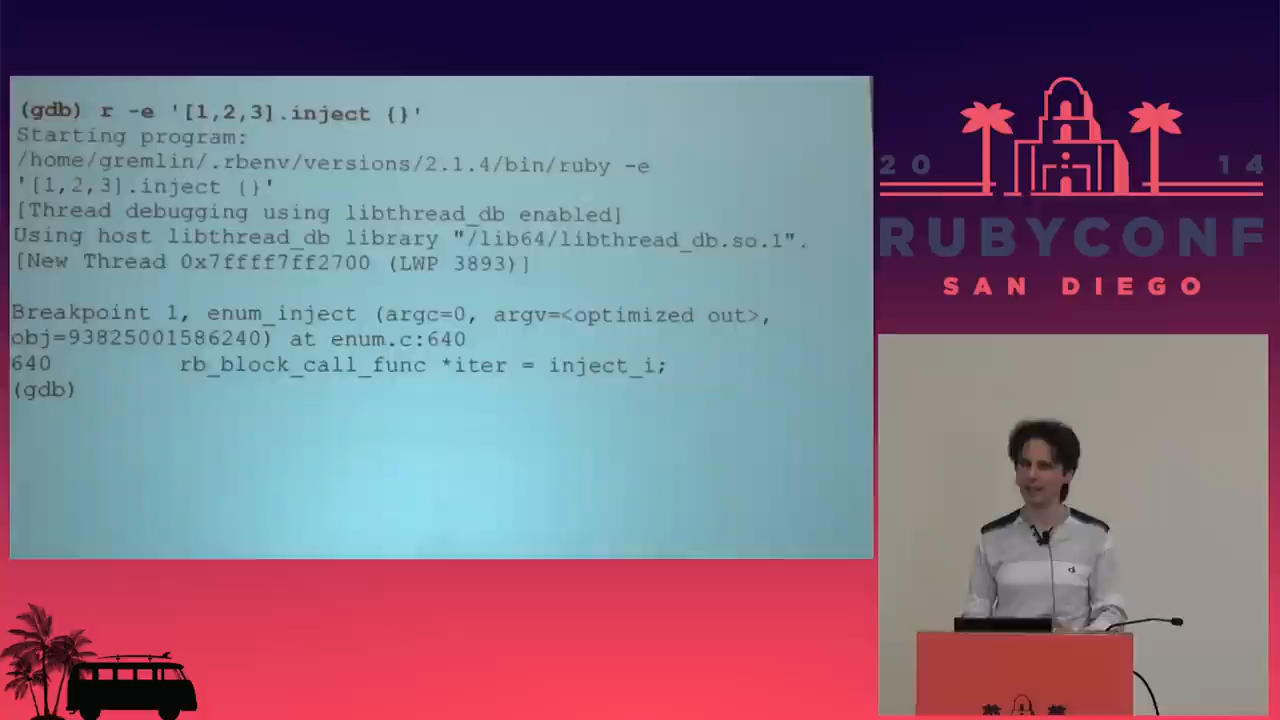 (gdb) r -e '[1,2,3].inject {}'
Starting program:
/home/gremlin/.rbenv/versions/2.1.4/bin/ruby -e
'[1,2,3].inject {}'
[Thread debugging using libthread_db enabled]
Using host libthread_db library "/lib64/libthread_db.so.1".
[New Thread 0x7ffff7ff2700 (LWP 3893)]
Breakpoint 1, enum_inject (argc=0, argv=<optimized out>,
obj=93825001586240) at enum.c:640
640 rb_block_call_func *iter = inject_i;
(gdb)
2014
RUBYCONF
SAN DIEGO